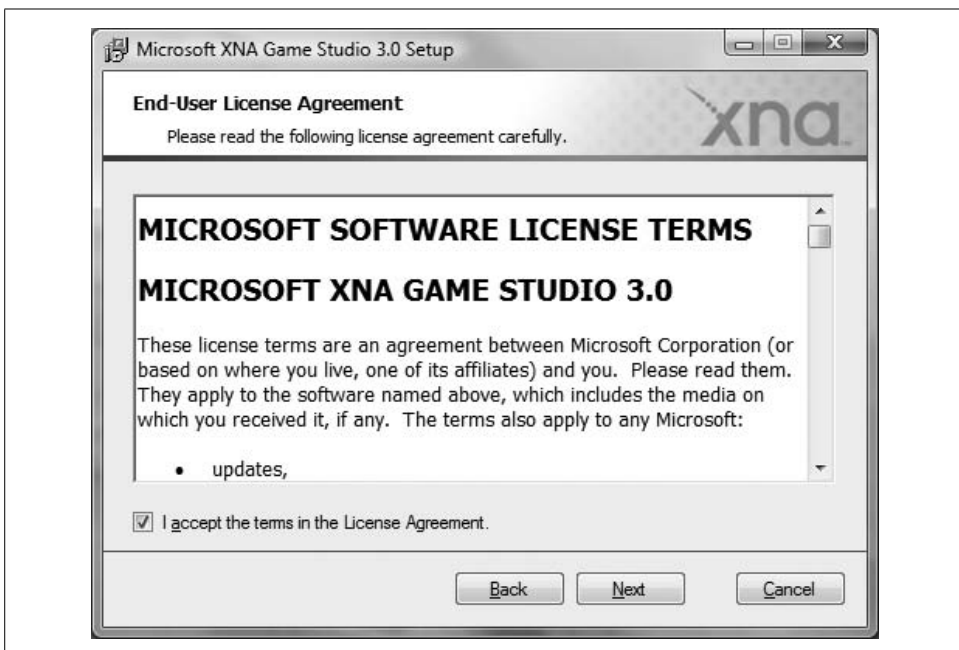 Microsoft XNA Game Studio 3.0 Setup
End-User License Agreement
Please read the following license agreement carefully.
xna
MICROSOFT SOFTWARE LICENSE TERMS
MICROSOFT XNA GAME STUDIO 3.0
These license terms are an agreement between Microsoft Corporation (or
based on where you live, one of its affiliates) and you. Please read them.
They apply to the software named above, which includes the media on
which you received it, if any. The terms also apply to any Microsoft:
• updates,
I accept the terms in the License Agreement.
Back Next Cancel